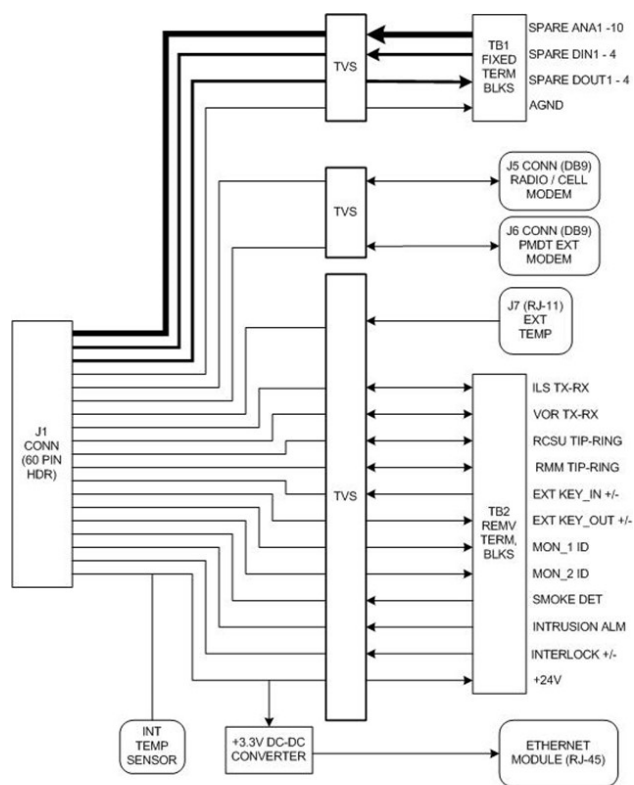 SPARE ANA1 -10
TB1
FIXED
TERM
BLKS
SPARE DIN1 - 4
SPARE DOUT1 - 4
AGND
TVS
J5 CONN (DB9)
RADIO / CELL
MODEM
TVS
J6 CONN (DB9)
PMDT EXT
MODEM
J7 (RJ-11)
EXT
TEMP
J1
CONN
(60 PIN
HDR)
TVS
TB2
REMV
TERM,
BLKS
ILS TX-RX
VOR TX-RX
RCSU TIP-RING
RMM TIP-RING
EXT KEY_IN +/-
EXT KEY_OUT +/-
MON_1 ID
MON_2 ID
SMOKE DET
INTRUSION ALM
INTERLOCK +/-
+24V
INT
TEMP
SENSOR
+3.3V DC-DC
CONVERTER
ETHERNET
MODULE (RJ-45)